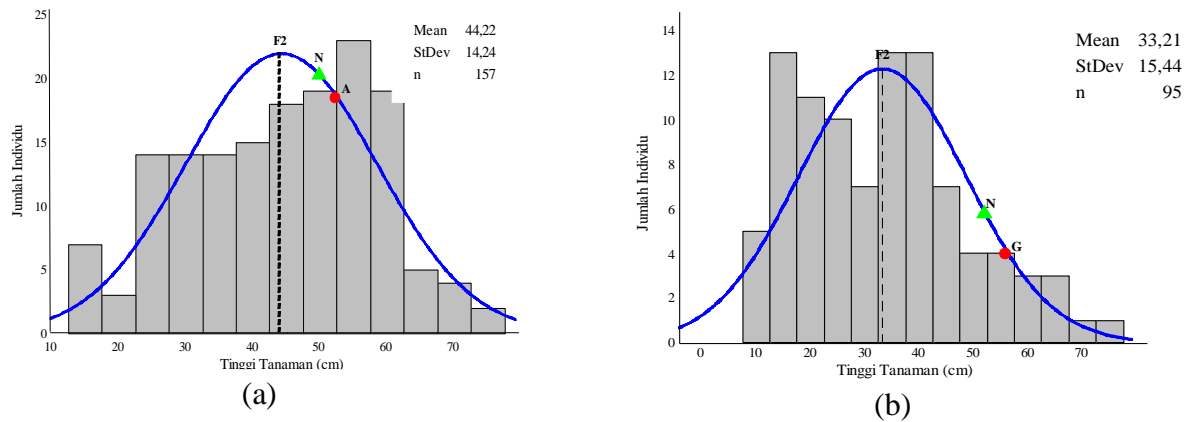 25
20
15
10
5
0
Jumlah Individu
F2
N
A
Mean 44,22
StDev 14,24
n 157
10 20 30 40 50 60 70
Tinggi Tanaman (cm)
(a)
14
12
10
8
6
4
2
0
Jumlah Individu
F2
N
G
Mean 33,21
StDev 15,44
n 95
0 10 20 30 40 50 60 70
Tinggi Tanaman (cm)
(b)